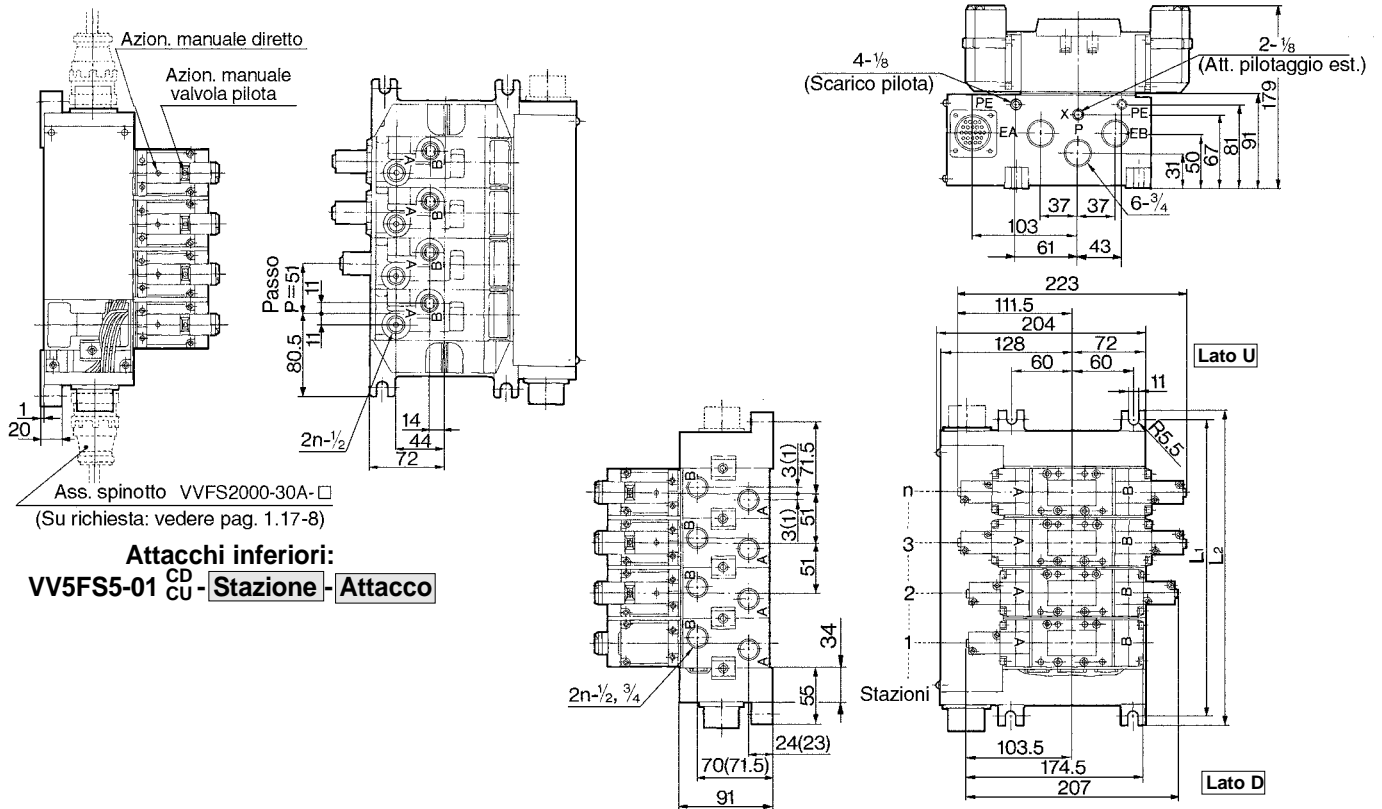 Azion. manuale diretto
Azion. manuale
valvola pilota
1
20
Ass. spinotto VVFS2000-30A-□
(Su richiesta: vedere pag. 1.17-8)
Attacchi inferiori:
VV5FS5-01 CD CU - Stazione - Attacco
A
B
A
B
A
B
A
B
Passo
P=51
11
11
80.5
14
44
72
2n-½
4-⅛
(Scarico pilota)
2-⅛
(Att. pilotaggio est.)
PE
X
PE
EA
P
EB
31
50
67
81
91
179
6-¾
37
37
103
61
43
B
A
B
A
B
A
B
A
3(1)
71.5
3(1)
51
51
34
55
2n-½, ¾
24(23)
70(71.5)
91
223
111.5
204
128
72
60
60
11
Lato U
R5.5
n
3
2
1
Stazioni
A
B
A
B
A
B
A
B
L1
L2
103.5
174.5
207
Lato D